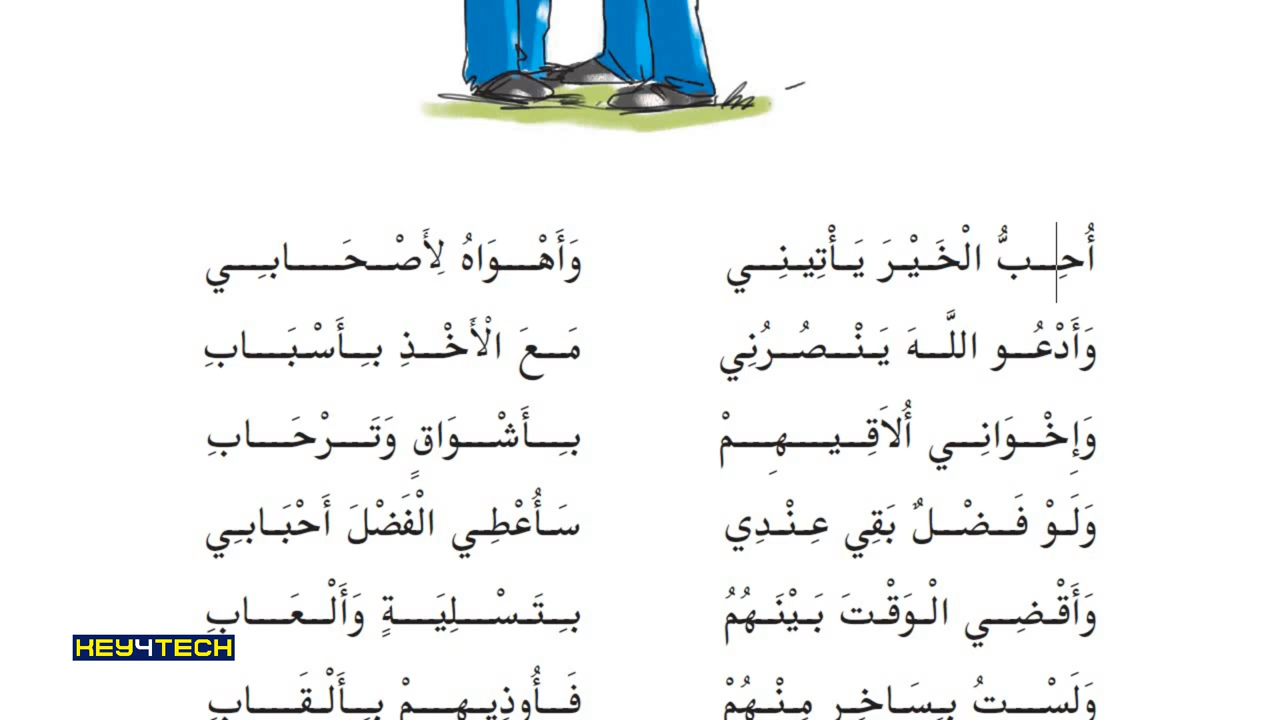 أُحِبُّ الْخَيْرَ يَأْتِينِي وَأَهْوَاهُ لِأَصْحَابِي
وَأَدْعُو اللَّهَ يَنْصُرُنِي مَعَ الْأَخْذِ بِأَسْبَابِ
وَإِخْوَانِي أُلاَقِيهِمْ بِأَشْوَاقٍ وَتَرْحَابِ
وَلَوْ فَضْلٌ بَقِي عِنْدِي سَأُعْطِي الْفَضْلَ أَحْبَابِي
وَأَقْضِي الْوَقْتَ بَيْنَهُمُ بِتَسْلِيَةٍ وَأَلْعَابِ
وَلَسْتُ بِسَاخِرٍ مِنْهُمْ فَأُوذِيهِمْ بِأَلْقَابِ
KEY4TECH